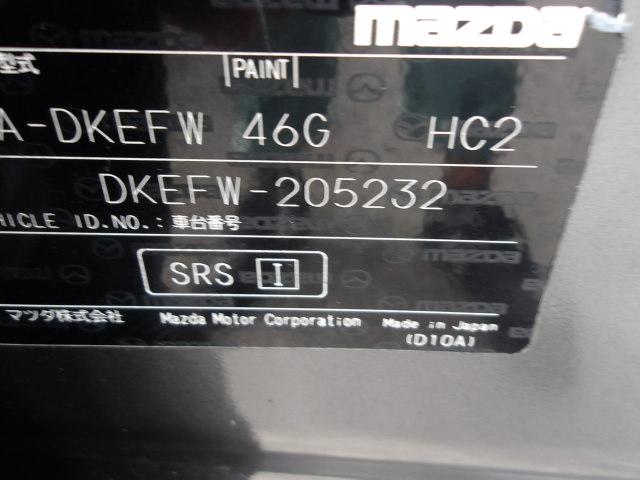 mazda
型式 PAINT
A-DKEFW 46G HC2
DKEFW-205232
HICLE ID.NO.:車台番号
SRS I
マツダ株式会社 Mazda Motor Corporation Made in Japan
(D10A)